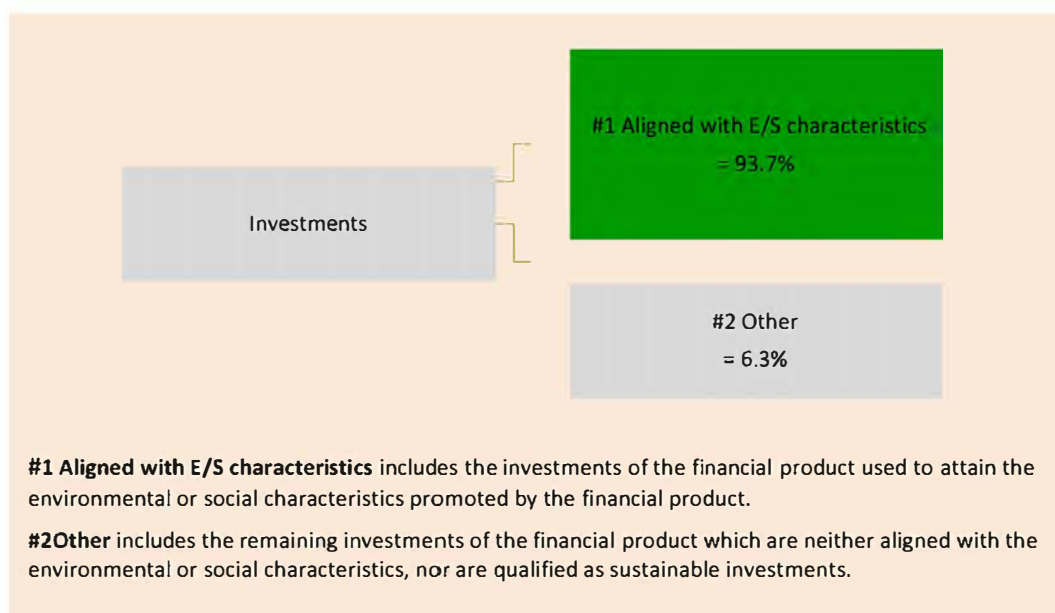 #1 Aligned with E/S characteristics
= 93.7%
Investments
#2 Other
= 6.3%
#1 Aligned with E/S characteristics includes the investments of the financial product used to attain the
environmental or social characteristics promoted by the financial product.
#2Other includes the remaining investments of the financial product which are neither aligned with the
environmental or social characteristics, nor are qualified as sustainable investments.